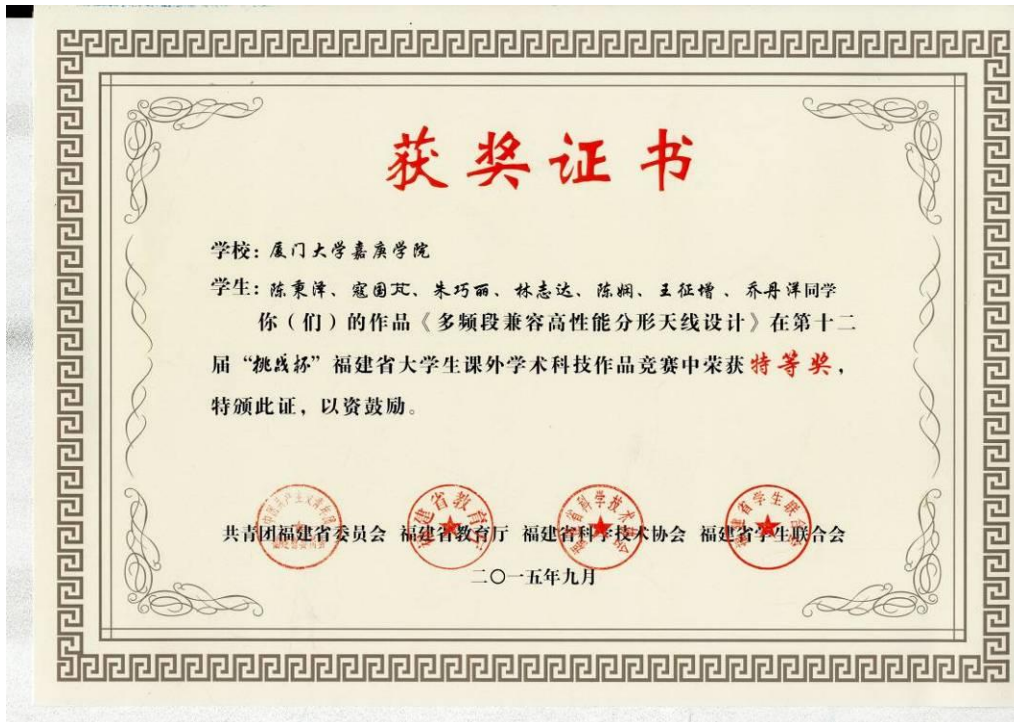 获奖证书
学校：厦门大学嘉庚学院
学生：陈秉泽、寇国芃、朱巧丽、林志达、陈娴、王征增、乔丹洋同学
你（们）的作品《多频段兼容高性能分形天线设计》在第十二
届“挑战杯”福建省大学生课外学术科技作品竞赛中荣获特等奖，
特颁此证，以资鼓励。
共青团福建省委员会 福建省教育厅 福建省科学技术协会 福建省学生联合会
二〇一五年九月